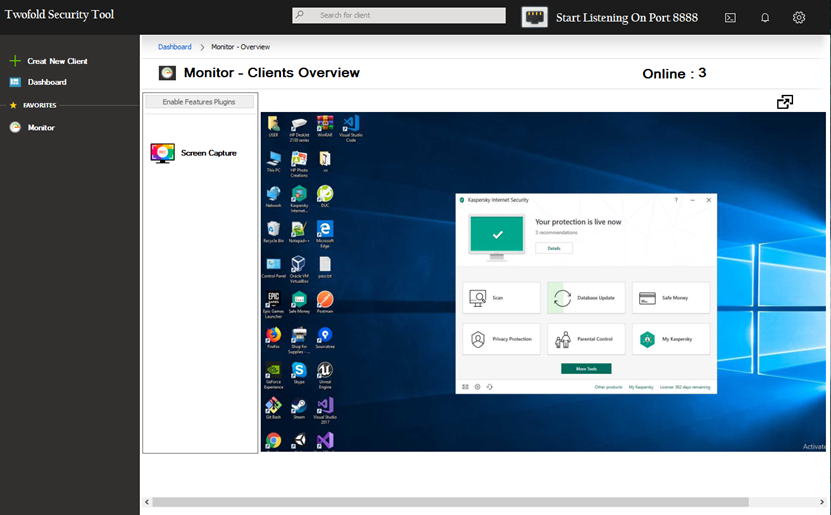 Twofold Security Tool
Search for client
Start Listening On Port 8888
Creat New Client
Dashboard
FAVORITES
Monitor
Dashboard
Monitor - Overview
Monitor - Clients Overview
Online : 3
Enable Features Plugins
Screen Capture
USER
HP DeskJet
2130 series
WinRAR
Visual Studio
Code
This PC
HP Photo
Creations
Network
Kaspersky
Internet...
DUC
Recycle Bin
Notepad++
Microsoft
Edge
Control Panel
Oracle VM
VirtualBox
Epic Games
Launcher
Safe Money
Postman
Firefox
Shop for
Supplies - ...
Sourcetree
GeForce
Experience
Skype
Unreal
Engine
Git Bash
Steam
Visual Studio
2017
Kaspersky Internet Security
Your protection is live now
Details
Scan
Database Update
Safe Money
Privacy Protection
Parental Control
My Kaspersky
More Tools
Other products
My Kaspersky
License: 362 days remaining
Activate